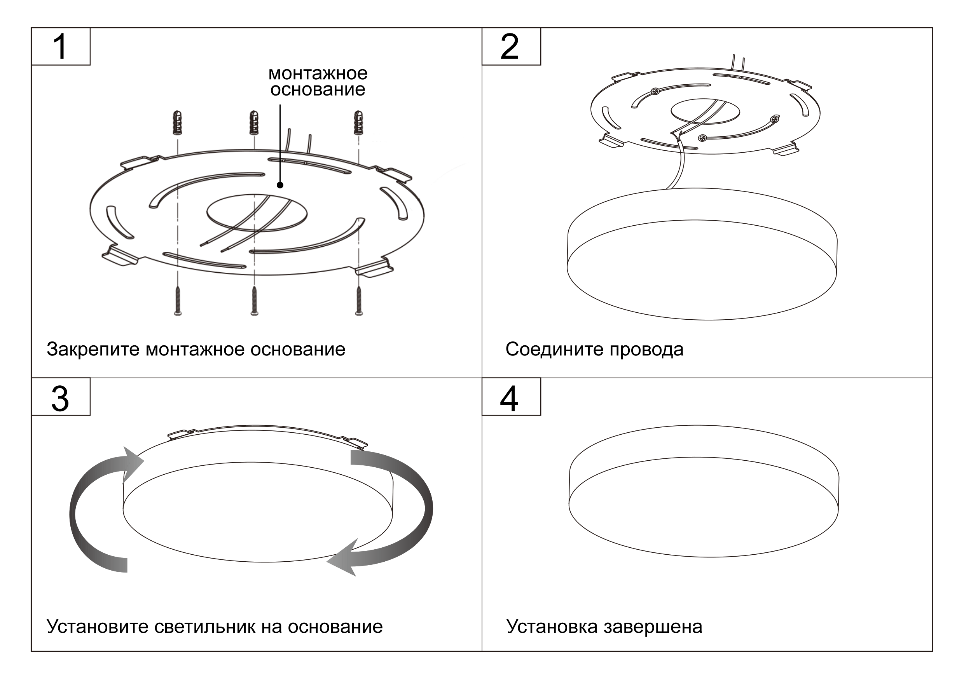 1
монтажное
основание
Закрепите монтажное основание
2
Соедините провода
3
Установите светильник на основание
4
Установка завершена